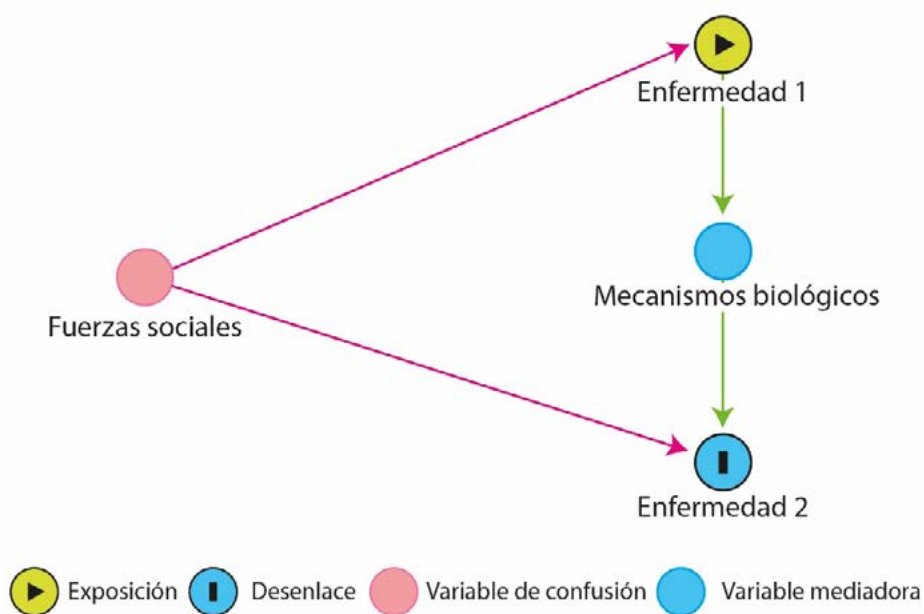 Enfermedad 1
Mecanismos biológicos
Fuerzas sociales
Enfermedad 2
Exposición Desenlace Variable de confusión Variable mediadora